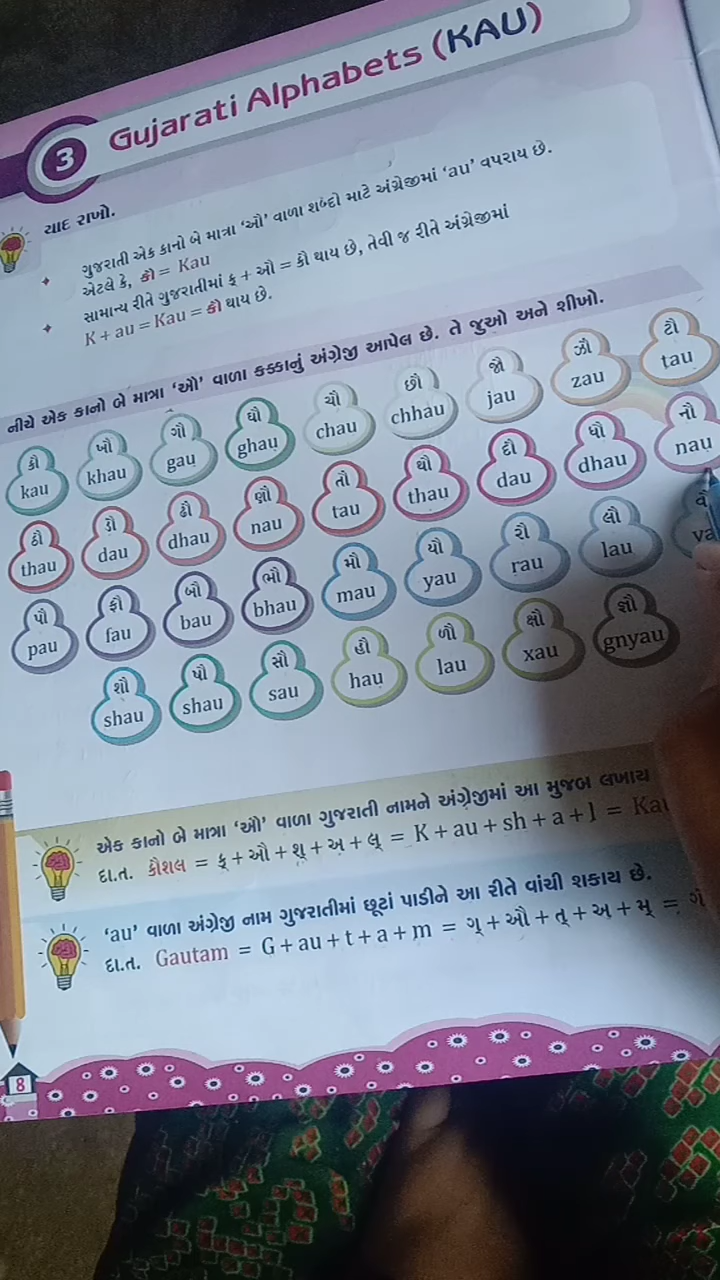 3 Gujarati Alphabets (KAU)
યાદ રાખો.
ગુજરાતી એક કાનો બે માત્રા 'ઔ' વાળા શબ્દો માટે અંગ્રેજીમાં 'au' વપરાય છે.
એટલે કે, કૌ = Kau
સામાન્ય રીતે ગુજરાતીમાં ક્ + ઔ = કૌ થાય છે, તેવી જ રીતે અંગ્રેજીમાં
K + au = Kau = કૌ થાય છે.
નીચે એક કાનો બે માત્રા 'ઔ' વાળા કક્કાનું અંગ્રેજી આપેલ છે. તે જુઓ અને શીખો.
કૌ ખૌ ગૌ ઘૌ ચૌ છૌ જૌ ઝૌ ટૌ
kau khau gau ghau chau chhau jau zau tau
ઠૌ ડૌ ઢૌ ણૌ તૌ થૌ દૌ ધૌ નૌ
thau dau dhau nau tau thau dau dhau nau
પૌ ફૌ બૌ ભૌ મૌ યૌ રૌ લૌ
pau fau bau bhau mau yau rau lau
શૌ ષૌ સૌ હૌ ળૌ ક્ષૌ જ્ઞૌ
shau shau sau hau lau xau gnyau
એક કાનો બે માત્રા 'ઔ' વાળા ગુજરાતી નામને અંગ્રેજીમાં આ મુજબ લખાય
દા.ત. કૌશલ = ક્ + ઔ + શ્ + અ + લ્ = K + au + sh + a + l =
'au' વાળા અંગ્રેજી નામ ગુજરાતીમાં છૂટાં પાડીને આ રીતે વાંચી શકાય છે.
દા.ત. Gautam = G + au + t + a + m = ગ્ + ઔ + ત્ + અ + મ્ =
8